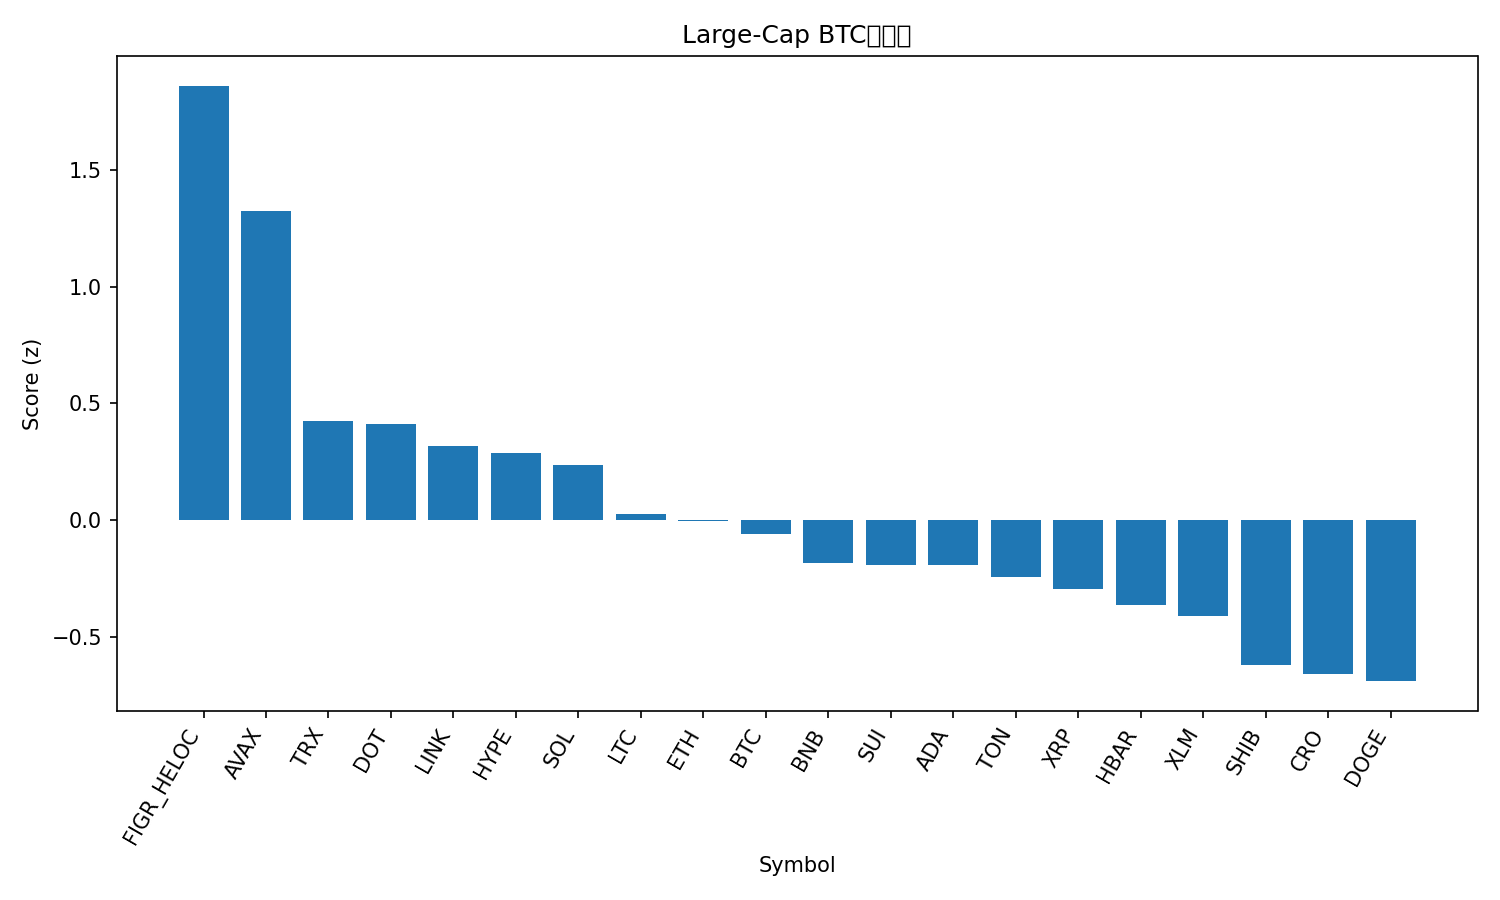 Large-Cap BTC
1.5
1.0
0.5
0.0
−0.5
Score (z)
FIGR_HELOC
AVAX
TRX
DOT
LINK
HYPE
SOL
LTC
ETH
BTC
BNB
SUI
ADA
TON
XRP
HBAR
XLM
SHIB
CRO
DOGE
Symbol